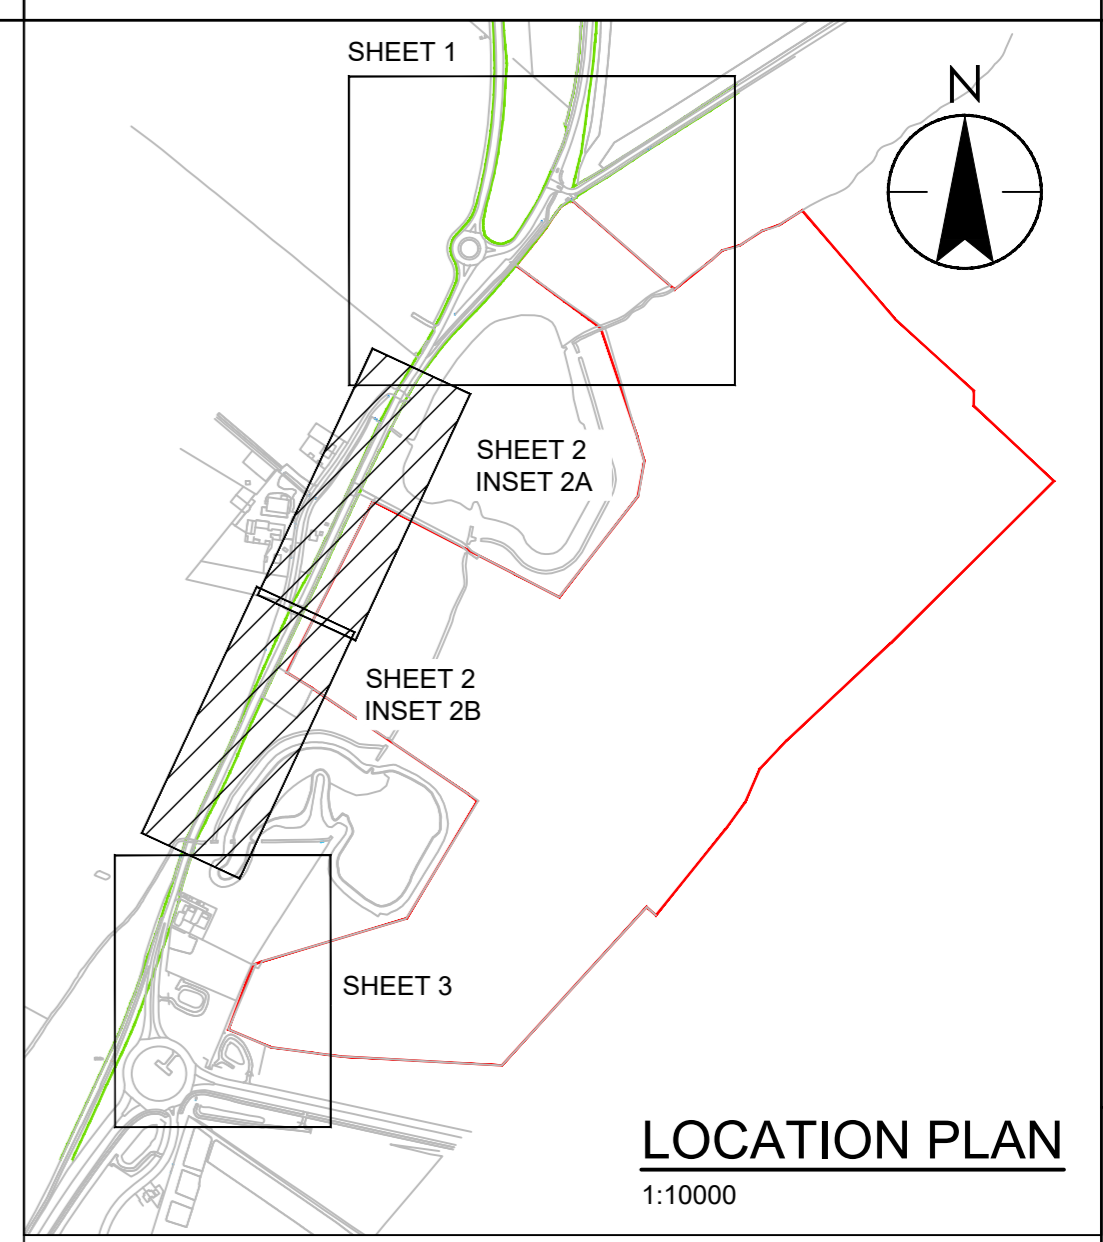 SHEET 1
N
SHEET 2
INSET 2A
SHEET 2
INSET 2B
SHEET 3
LOCATION PLAN
1:10000